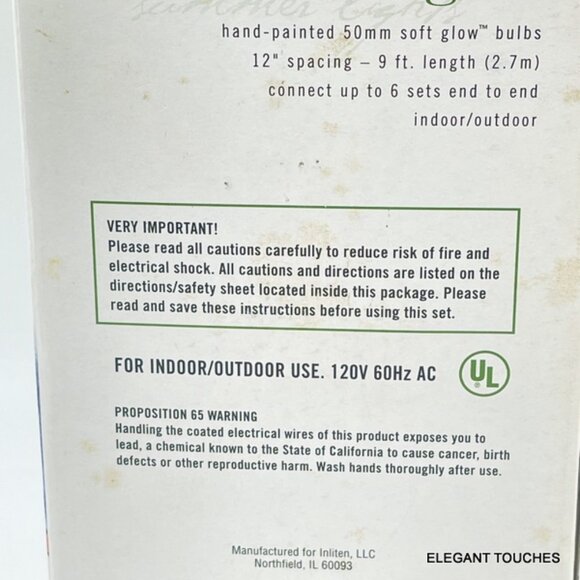 summer lights
hand-painted 50mm soft glow™ bulbs
12" spacing – 9 ft. length (2.7m)
connect up to 6 sets end to end
indoor/outdoor
VERY IMPORTANT!
Please read all cautions carefully to reduce risk of fire and
electrical shock. All cautions and directions are listed on the
directions/safety sheet located inside this package. Please
read and save these instructions before using this set.
FOR INDOOR/OUTDOOR USE. 120V 60Hz AC
UL
PROPOSITION 65 WARNING
Handling the coated electrical wires of this product exposes you to
lead, a chemical known to the State of California to cause cancer, birth
defects or other reproductive harm. Wash hands thoroughly after use.
Manufactured for Inliten, LLC
Northfield, IL 60093
ELEGANT TOUCHES